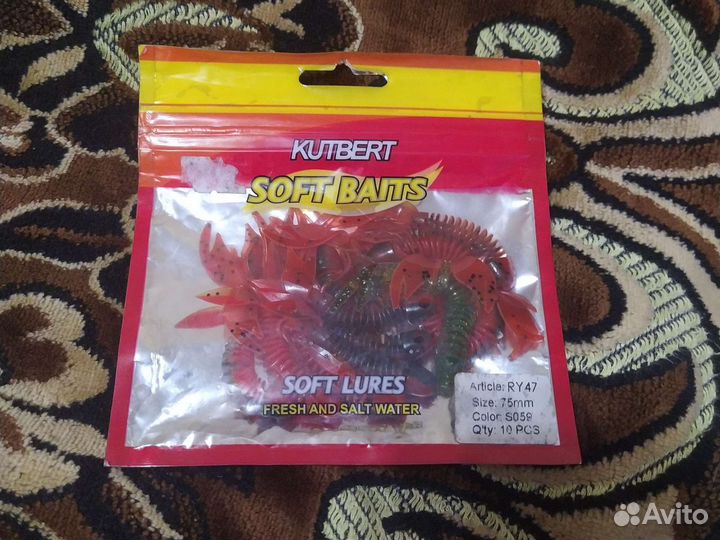 KUTBERT
SOFT BAITS
SOFT LURES
FRESH AND SALT WATER
Article: RY47
Size: 75mm
Color: S059
Q'ty: 10 PCS
Avito